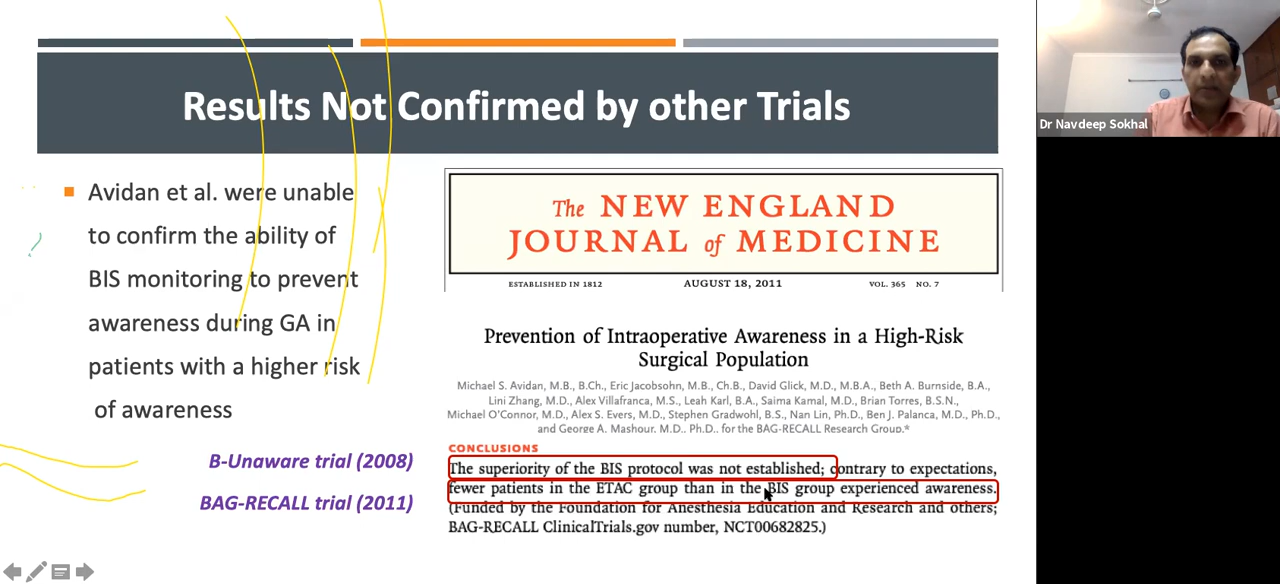 Results Not Confirmed by other Trials
Dr Navdeep Sokhal
Avidan et al. were unable
to confirm the ability of
BIS monitoring to prevent
awareness during GA in
patients with a higher risk
of awareness
B-Unaware trial (2008)
BAG-RECALL trial (2011)
The NEW ENGLAND
JOURNAL of MEDICINE
ESTABLISHED IN 1812 AUGUST 18, 2011 VOL. 365 NO. 7
Prevention of Intraoperative Awareness in a High-Risk
Surgical Population
Michael S. Avidan, M.B., B.Ch., Eric Jacobsohn, M.B., Ch.B., David Glick, M.D., M.B.A., Beth A. Burnside, B.A.,
Lini Zhang, M.D., Alex Villafranca, M.S., Leah Karl, B.A., Saima Kamal, M.D., Brian Torres, B.S.N.,
Michael O'Connor, M.D., Alex S. Evers, M.D., Stephen Gradwohl, B.S., Nan Lin, Ph.D., Ben J. Palanca, M.D., Ph.D.,
and George A. Mashour, M.D., Ph.D., for the BAG-RECALL Research Group.*
CONCLUSIONS
The superiority of the BIS protocol was not established; contrary to expectations,
fewer patients in the ETAC group than in the BIS group experienced awareness.
(Funded by the Foundation for Anesthesia Education and Research and others;
BAG-RECALL ClinicalTrials.gov number, NCT00682825.)